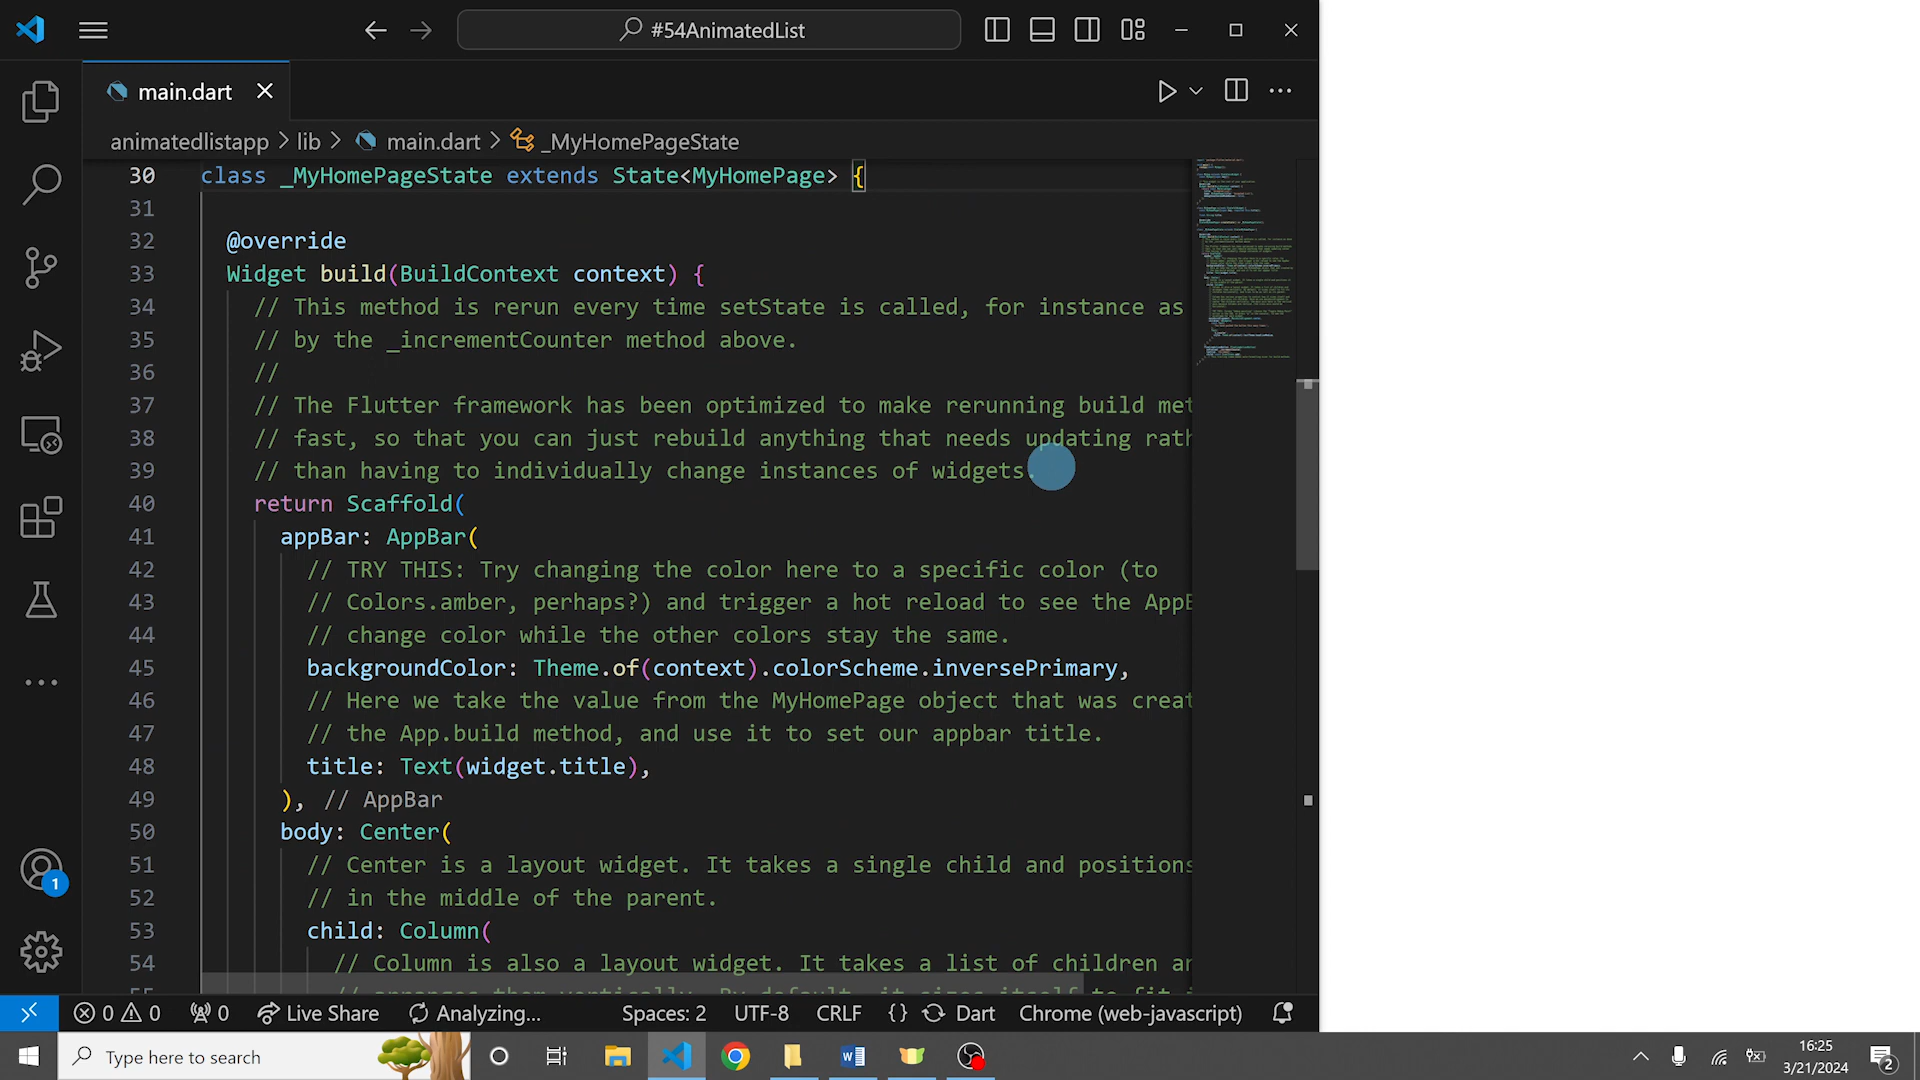 #54AnimatedList
main.dart
animatedlistapp > lib > main.dart > _MyHomePageState
30 class _MyHomePageState extends State<MyHomePage> {
31
32 @override
33 Widget build(BuildContext context) {
34 // This method is rerun every time setState is called, for instance as
35 // by the _incrementCounter method above.
36 //
37 // The Flutter framework has been optimized to make rerunning build met
38 // fast, so that you can just rebuild anything that needs updating rath
39 // than having to individually change instances of widgets.
40 return Scaffold(
41 appBar: AppBar(
42 // TRY THIS: Try changing the color here to a specific color (to
43 // Colors.amber, perhaps?) and trigger a hot reload to see the AppB
44 // change color while the other colors stay the same.
45 backgroundColor: Theme.of(context).colorScheme.inversePrimary,
46 // Here we take the value from the MyHomePage object that was creat
47 // the App.build method, and use it to set our appbar title.
48 title: Text(widget.title),
49 ), // AppBar
50 body: Center(
51 // Center is a layout widget. It takes a single child and positions
52 // in the middle of the parent.
53 child: Column(
54 // Column is also a layout widget. It takes a list of children an
1
0 0 0 Live Share Analyzing... Spaces: 2 UTF-8 CRLF {} Dart Chrome (web-javascript)
Type here to search
16:25
3/21/2024
2